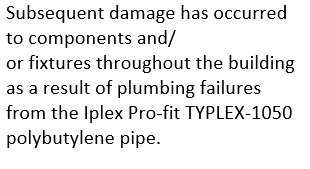 Subsequent damage has occurred
to components and/
or fixtures throughout the building
as a result of plumbing failures
from the Iplex Pro-fit TYPLEX-1050
polybutylene pipe.